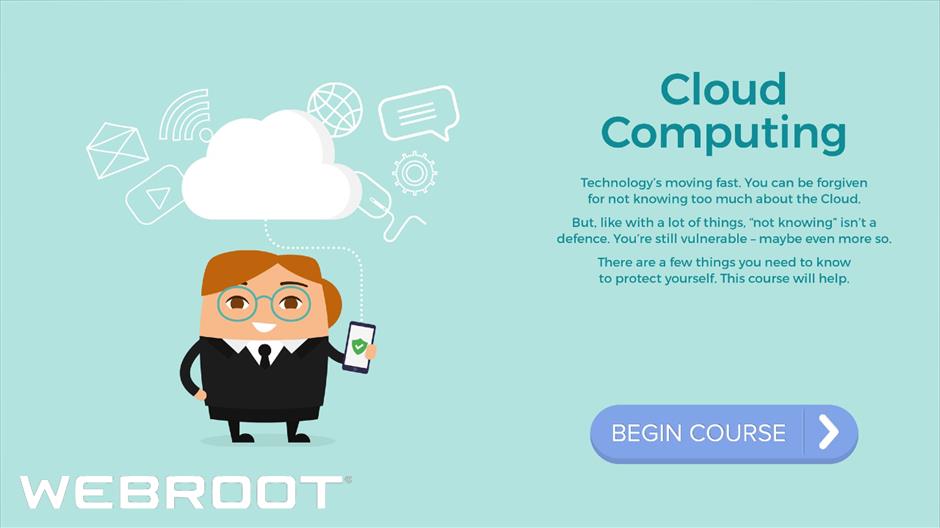 Cloud
Computing
Technology's moving fast. You can be forgiven
for not knowing too much about the Cloud.
But, like with a lot of things, "not knowing" isn't a
defence. You're still vulnerable – maybe even more so.
There are a few things you need to know
to protect yourself. This course will help.
BEGIN COURSE
WEBROOT